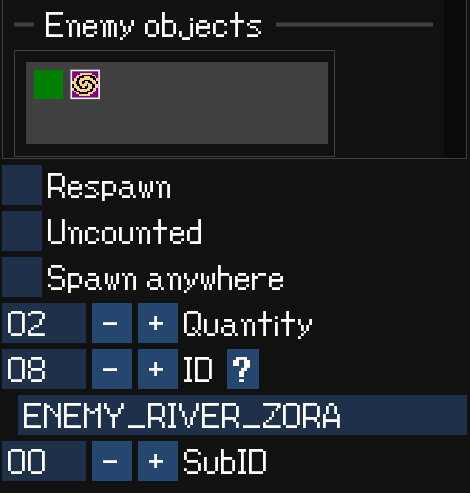 Enemy objects
Respawn
Uncounted
Spawn anywhere
02 - + Quantity
08 - + ID ?
ENEMY_RIVER_ZORA
00 - + SubID